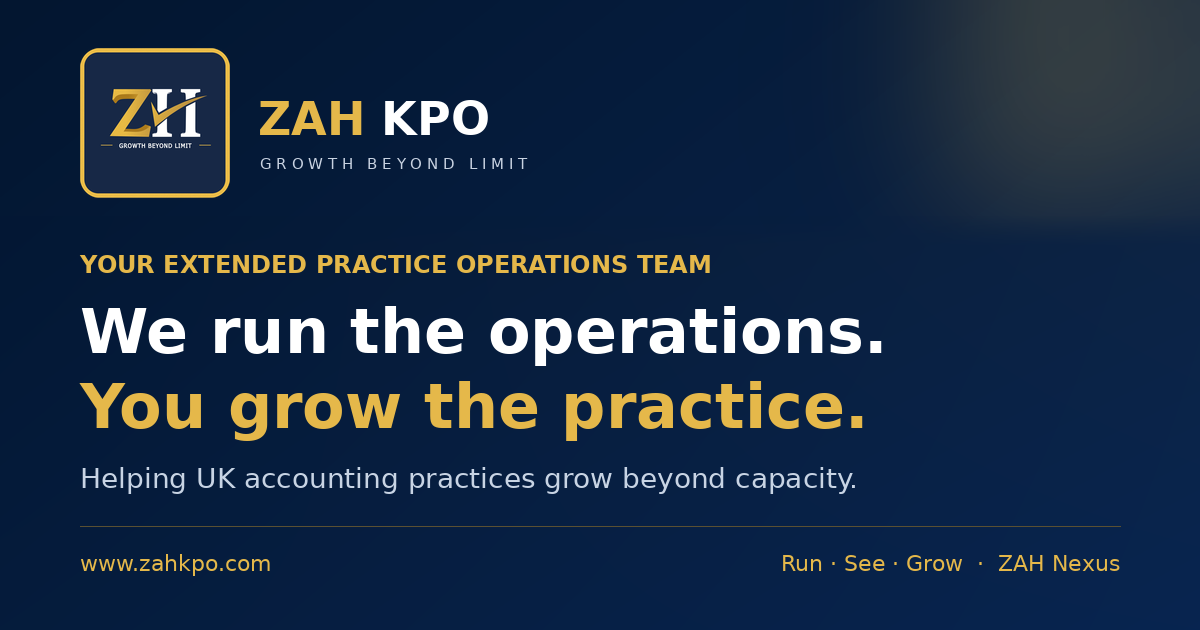 ZH
GROWTH BEYOND LIMIT
ZAH KPO
GROWTH BEYOND LIMIT
YOUR EXTENDED PRACTICE OPERATIONS TEAM
We run the operations.
You grow the practice.
Helping UK accounting practices grow beyond capacity.
www.zahkpo.com
Run · See · Grow · ZAH Nexus